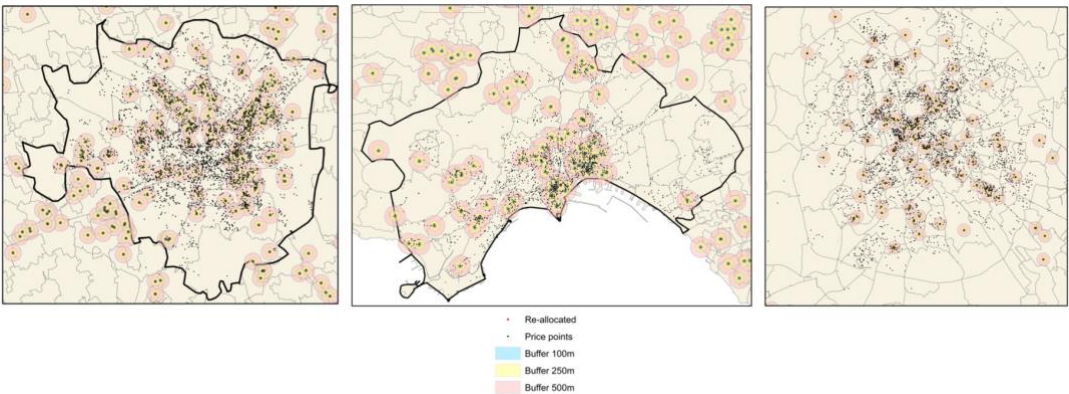 Re-allocated
Price points
Buffer 100m
Buffer 250m
Buffer 500m